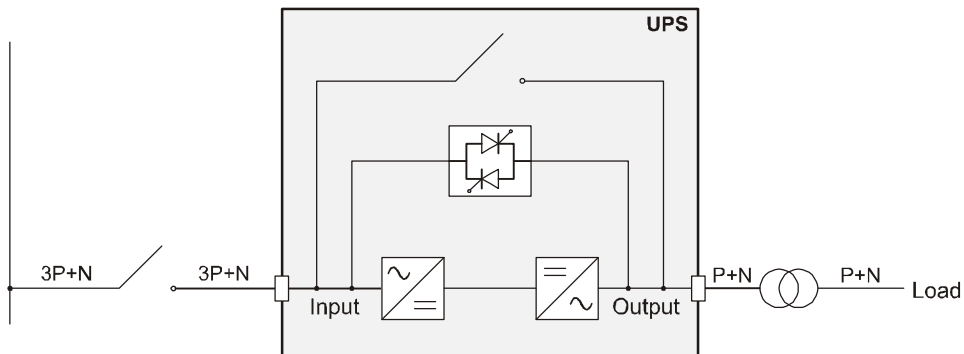 UPS
3P+N
3P+N
Input
Output
P+N
P+N
Load